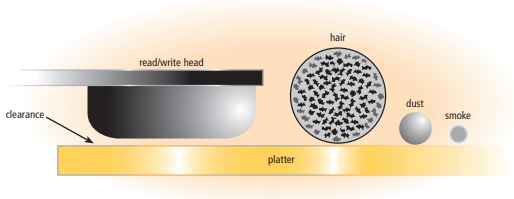 hair
read/write head
dust
clearance
smoke
platter